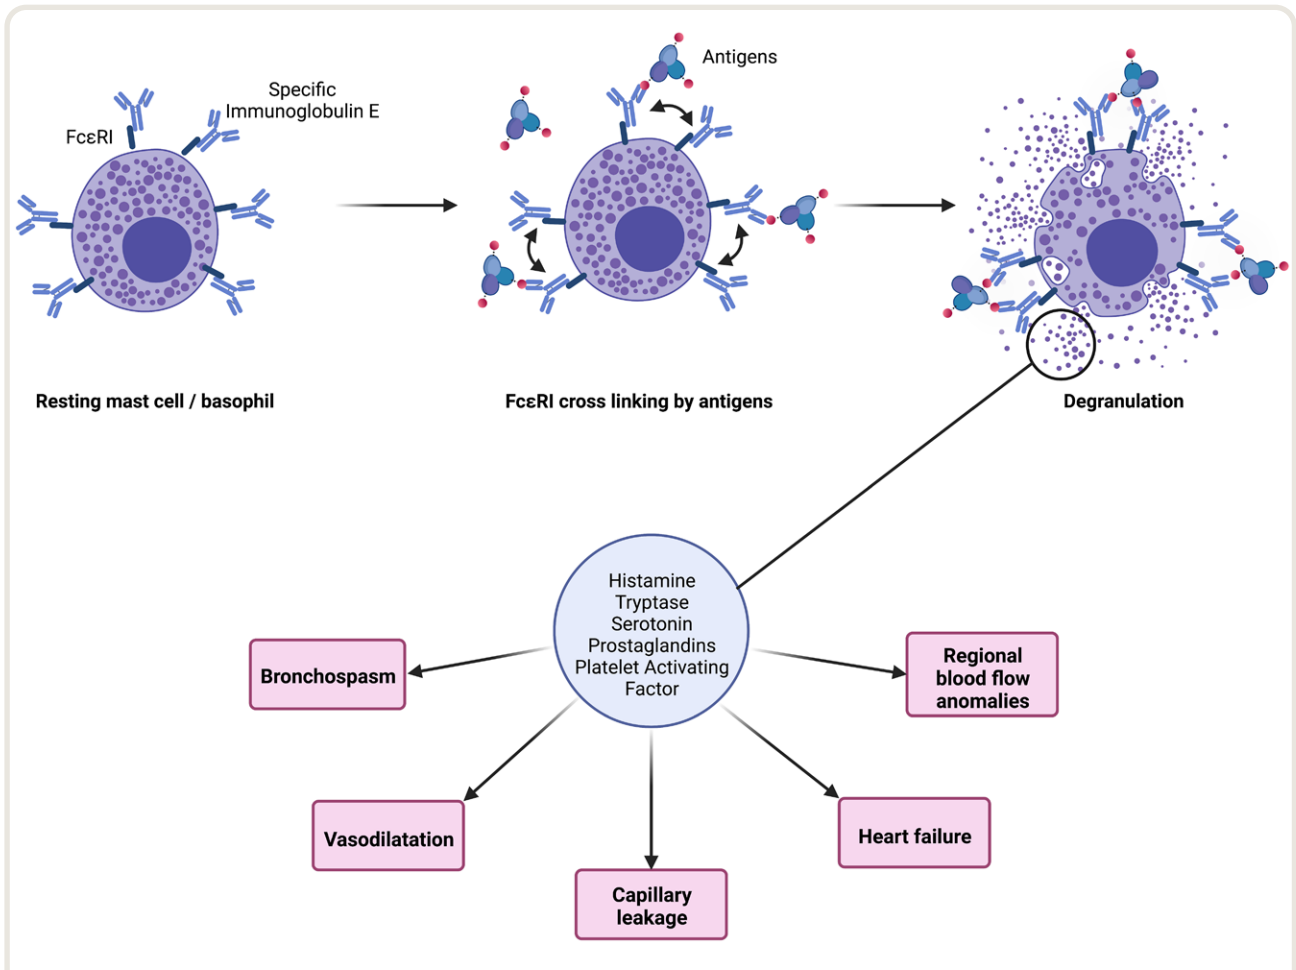 Antigens
Specific
Immunoglobulin E
FcεRI
Resting mast cell / basophil
FcεRI cross linking by antigens
Degranulation
Histamine
Tryptase
Serotonin
Prostaglandins
Platelet Activating
Factor
Bronchospasm
Regional
blood flow
anomalies
Vasodilatation
Heart failure
Capillary
leakage